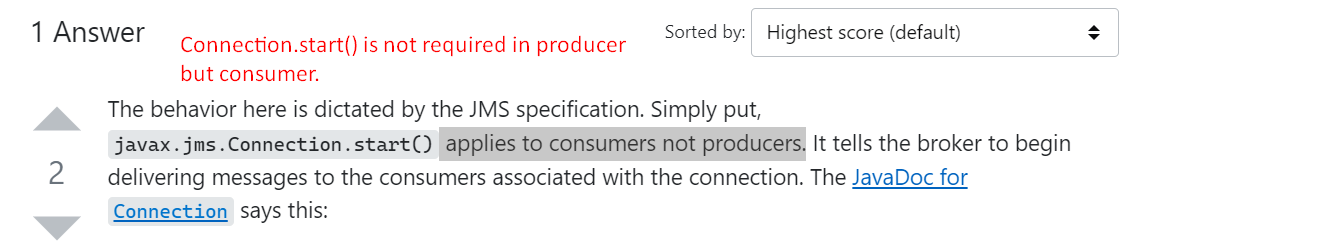 1 Answer
Connection.start() is not required in producer
but consumer.
Sorted by:
Highest score (default)
The behavior here is dictated by the JMS specification. Simply put,
javax.jms.Connection.start() applies to consumers not producers. It tells the broker to begin
2
delivering messages to the consumers associated with the connection. The JavaDoc for
Connection says this: